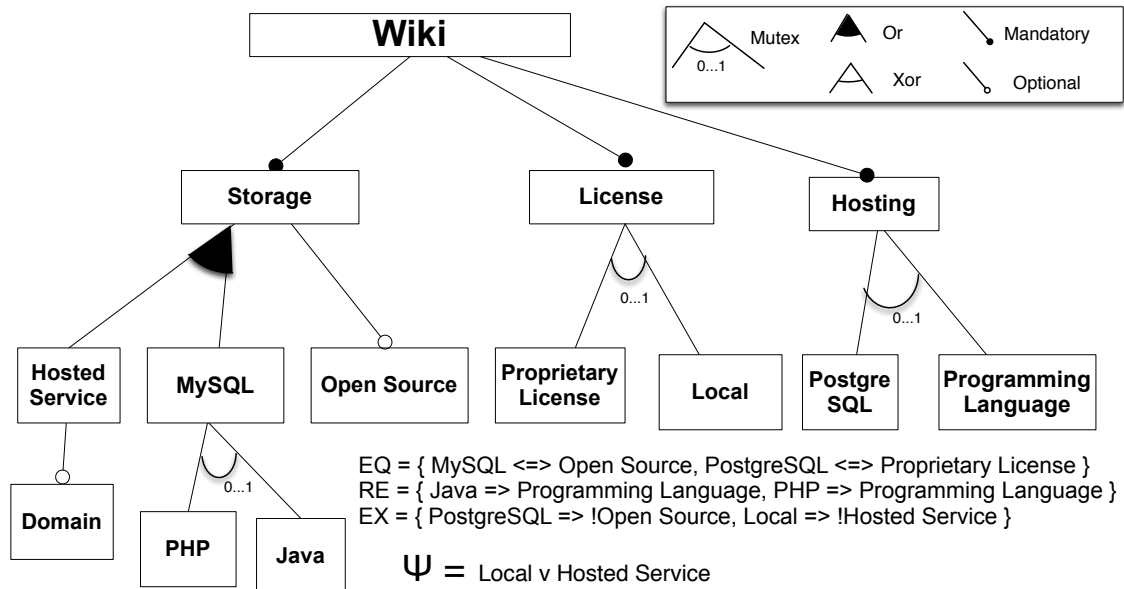 Wiki
Mutex
0...1
Or
Xor
Mandatory
Optional
Storage
License
Hosting
0...1
0...1
Hosted
Service
MySQL
Open Source
Proprietary
License
Local
Postgre
SQL
Programming
Language
0...1
Domain
PHP
Java
EQ = { MySQL <=> Open Source, PostgreSQL <=> Proprietary License }
RE = { Java => Programming Language, PHP => Programming Language }
EX = { PostgreSQL => !Open Source, Local => !Hosted Service }
Ψ = Local v Hosted Service